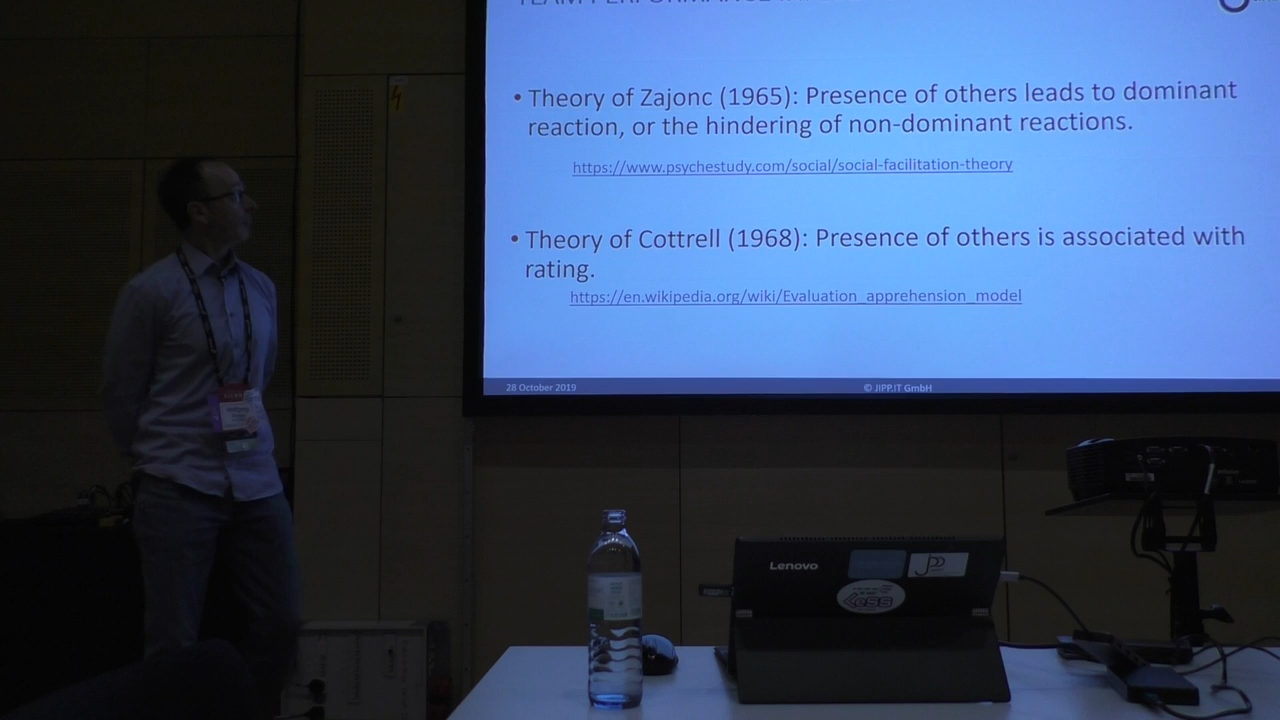 • Theory of Zajonc (1965): Presence of others leads to dominant
reaction, or the hindering of non-dominant reactions.
https://www.psychestudy.com/social/social-facilitation-theory
• Theory of Cottrell (1968): Presence of others is associated with
rating.
https://en.wikipedia.org/wiki/Evaluation_apprehension_model
28 October 2019
© JIPP.IT GmbH
Lenovo